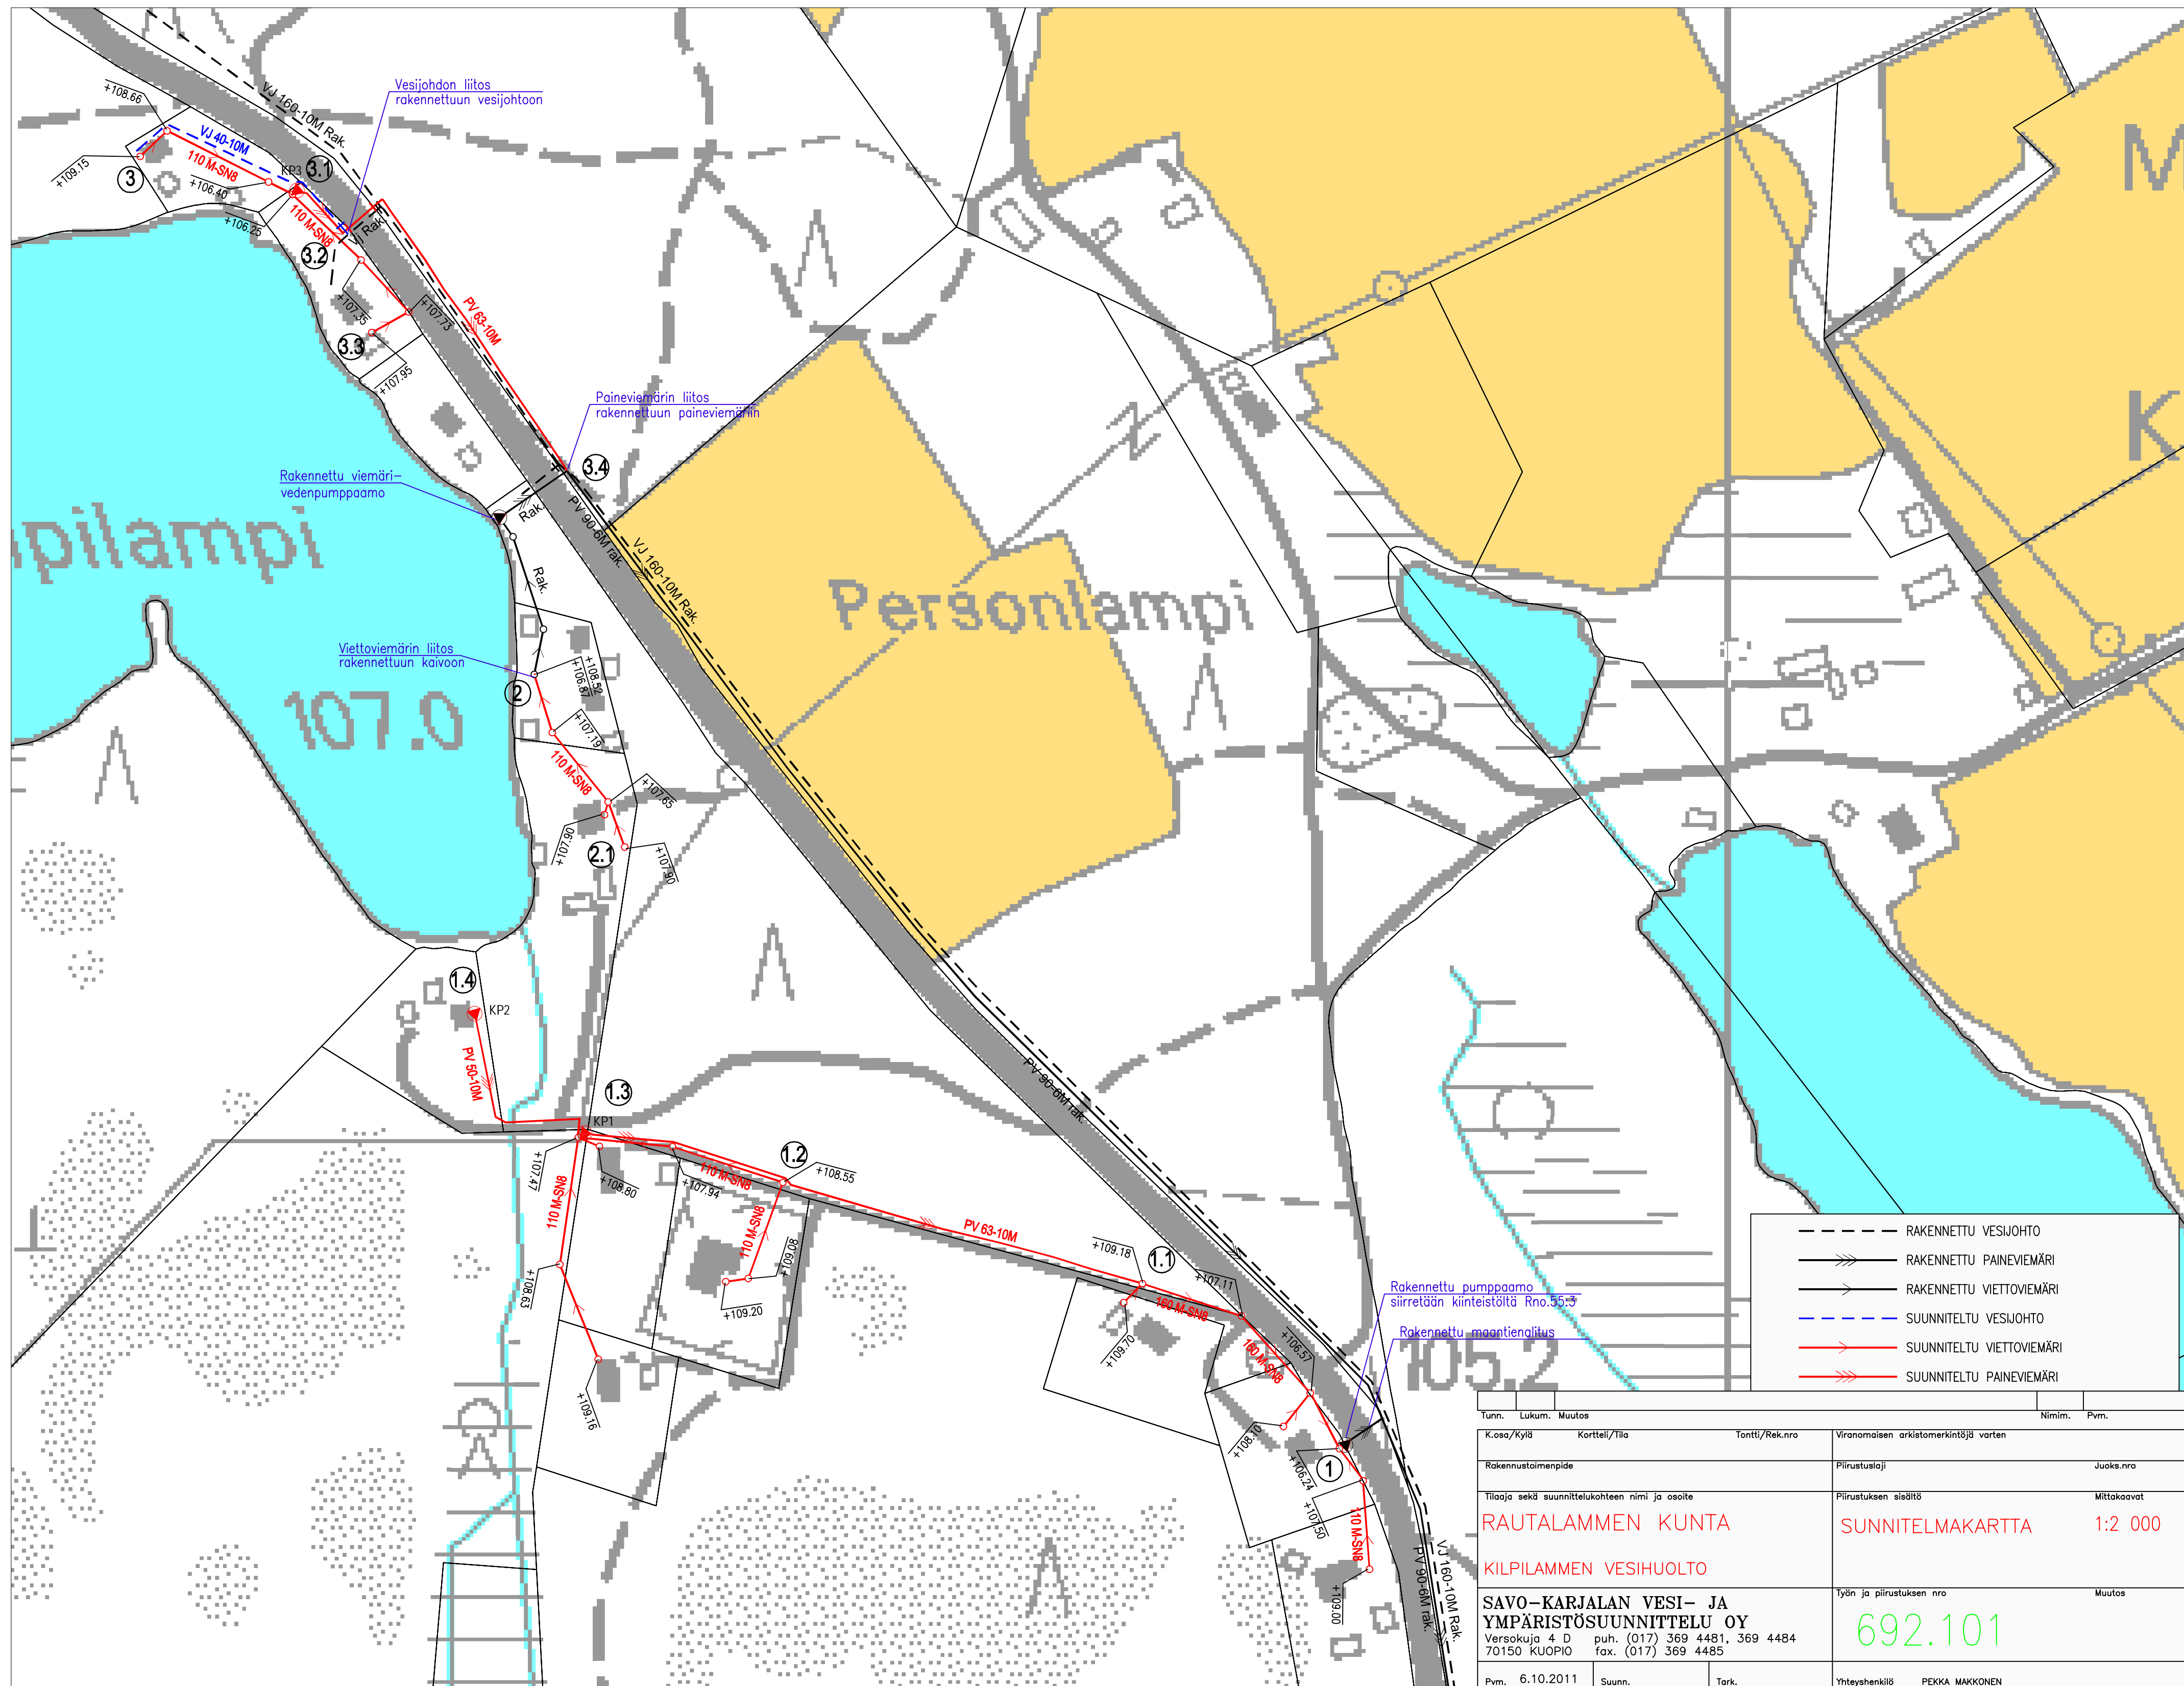 Vesijohdon liitos
rakennettuun vesijohtoon
VJ 160-10M Rak.
+108.66
VJ 40-10M
110 M-SN8
+109.15
3
KP3
3.1
+106.40
+106.25
110 M-SN8
Rak.
3.2
+107.35
+107.73
3.3
+107.95
PV 63-10M
Paineviemärin liitos
rakennettuun paineviemäriin
3.4
Rakennettu viemäri-
vedenpumppaamo
Rak.
PV 90-6M rak.
VJ 160-10M Rak.
M
K
pilampi
Personlampi
Rak.
Viettoviemärin liitos
rakennettuun kaivoon
+108.52
+106.87
2
107.0
+107.19
110 M-SN8
+107.65
+107.90
2.1
+107.90
1.4
KP2
PV 50-10M
1.3
KP1
PV 90-6M rak.
1.2
+108.55
+107.47
+108.80
110 M-SN8
+107.94
110 M-SN8
110 M-SN8
+109.08
+109.20
PV 63-10M
+109.18
1.1
+107.11
+108.63
160 M-SN8
+109.70
+109.16
+106.57
160 M-SN8
Rakennettu pumppaamo
siirretään kiinteistöltä Rno.55:3
Rakennettu maantienalitus
105.2
+108.10
1
+106.24
+107.50
110 M-SN8
+109.00
PV 90-6M rak.
VJ 160-10M Rak.
RAKENNETTU VESIJOHTO
RAKENNETTU PAINEVIEMÄRI
RAKENNETTU VIETTOVIEMÄRI
SUUNNITELTU VESIJOHTO
SUUNNITELTU VIETTOVIEMÄRI
SUUNNITELTU PAINEVIEMÄRI
Tunn. Lukum. Muutos Nimim. Pvm.
K.osa/Kylä Kortteli/Tila Tontti/Rek.nro Viranomaisen arkistomerkintöjä varten
Rakennustoimenpide Piirustuslaji Juoks.nro
Tilaaja sekä suunnittelukohteen nimi ja osoite Piirustuksen sisältö Mittakaavat
RAUTALAMMEN KUNTA SUNNITELMAKARTTA 1:2 000
KILPILAMMEN VESIHUOLTO
SAVO-KARJALAN VESI- JA
YMPÄRISTÖSUUNNITTELU OY
Versokuja 4 D puh. (017) 369 4481, 369 4484
70150 KUOPIO fax. (017) 369 4485
Työn ja piirustuksen nro Muutos
692.101
Pvm. 6.10.2011 Suunn. Tark. Yhteyshenkilö PEKKA MAKKONEN